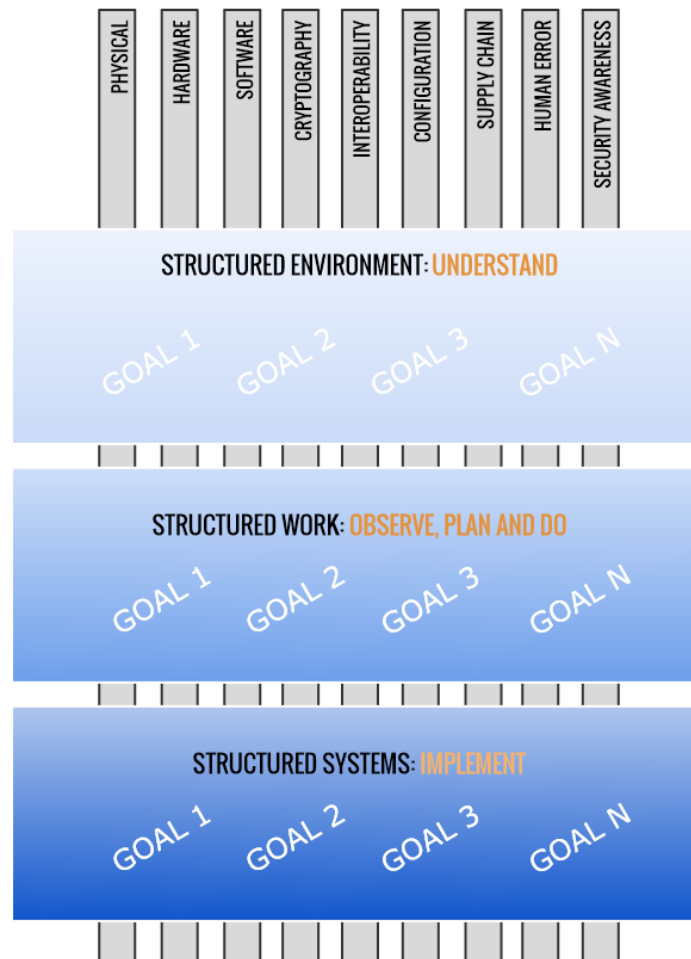 PHYSICAL
HARDWARE
SOFTWARE
CRYPTOGRAPHY
INTEROPERABILITY
CONFIGURATION
SUPPLY CHAIN
HUMAN ERROR
SECURITY AWARENESS
STRUCTURED ENVIRONMENT: UNDERSTAND
GOAL 1
GOAL 2
GOAL 3
GOAL N
STRUCTURED WORK: OBSERVE, PLAN AND DO
GOAL 1
GOAL 2
GOAL 3
GOAL N
STRUCTURED SYSTEMS: IMPLEMENT
GOAL 1
GOAL 2
GOAL 3
GOAL N